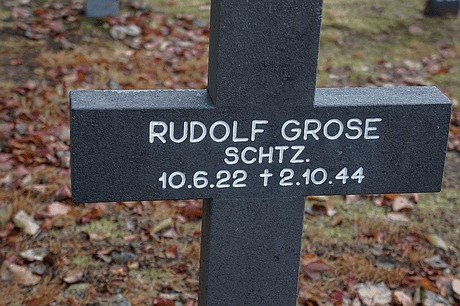 RUDOLF GROSE
SCHTZ.
10.6.22 † 2.10.44